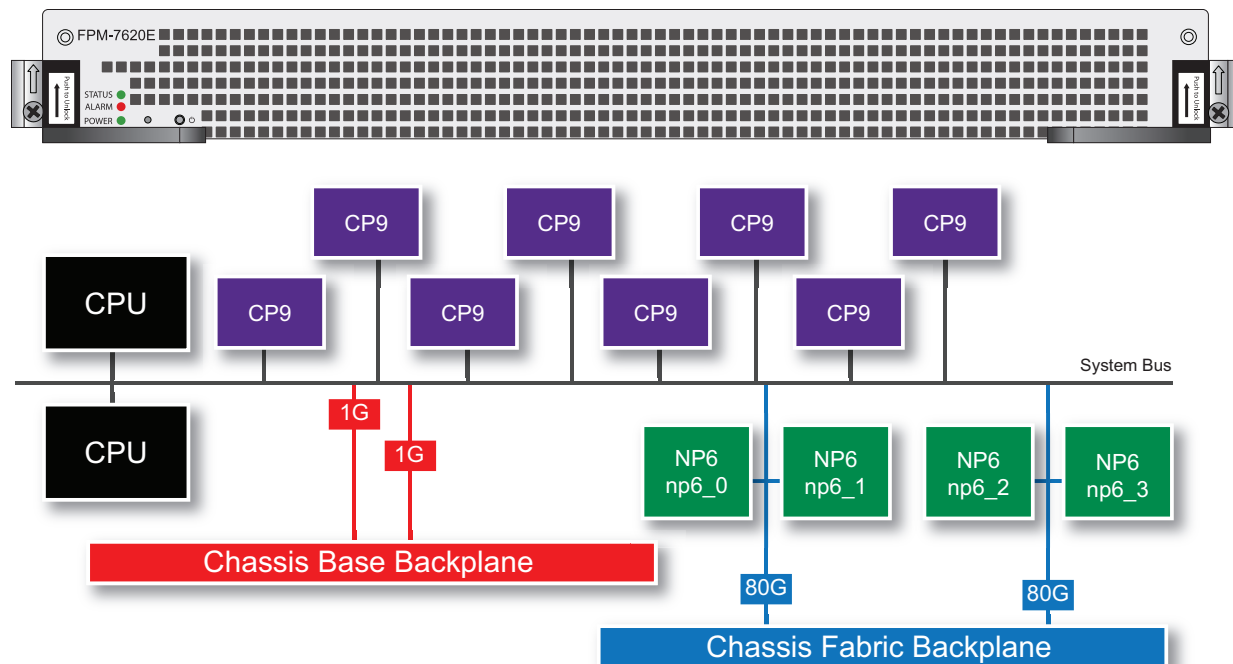 FPM-7620E
Push to Unlock
STATUS
ALARM
POWER
Push to Unlock
CP9
CP9
CP9
CP9
CPU
CP9
CP9
CP9
CP9
System Bus
CPU
1G
1G
NP6
np6_0
NP6
np6_1
NP6
np6_2
NP6
np6_3
Chassis Base Backplane
80G
80G
Chassis Fabric Backplane